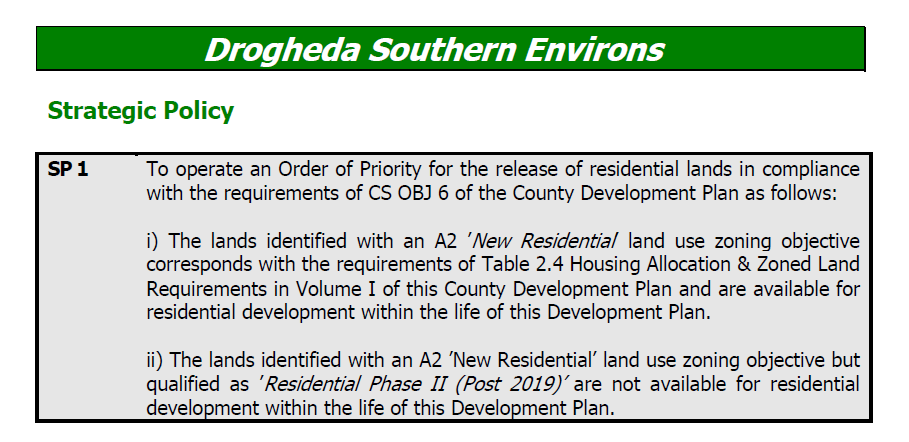 Drogheda Southern Environs
Strategic Policy
SP 1 To operate an Order of Priority for the release of residential lands in compliance
with the requirements of CS OBJ 6 of the County Development Plan as follows:
i) The lands identified with an A2 ’New Residential’ land use zoning objective
corresponds with the requirements of Table 2.4 Housing Allocation & Zoned Land
Requirements in Volume I of this County Development Plan and are available for
residential development within the life of this Development Plan.
ii) The lands identified with an A2 ’New Residential’ land use zoning objective but
qualified as ’Residential Phase II (Post 2019)’ are not available for residential
development within the life of this Development Plan.